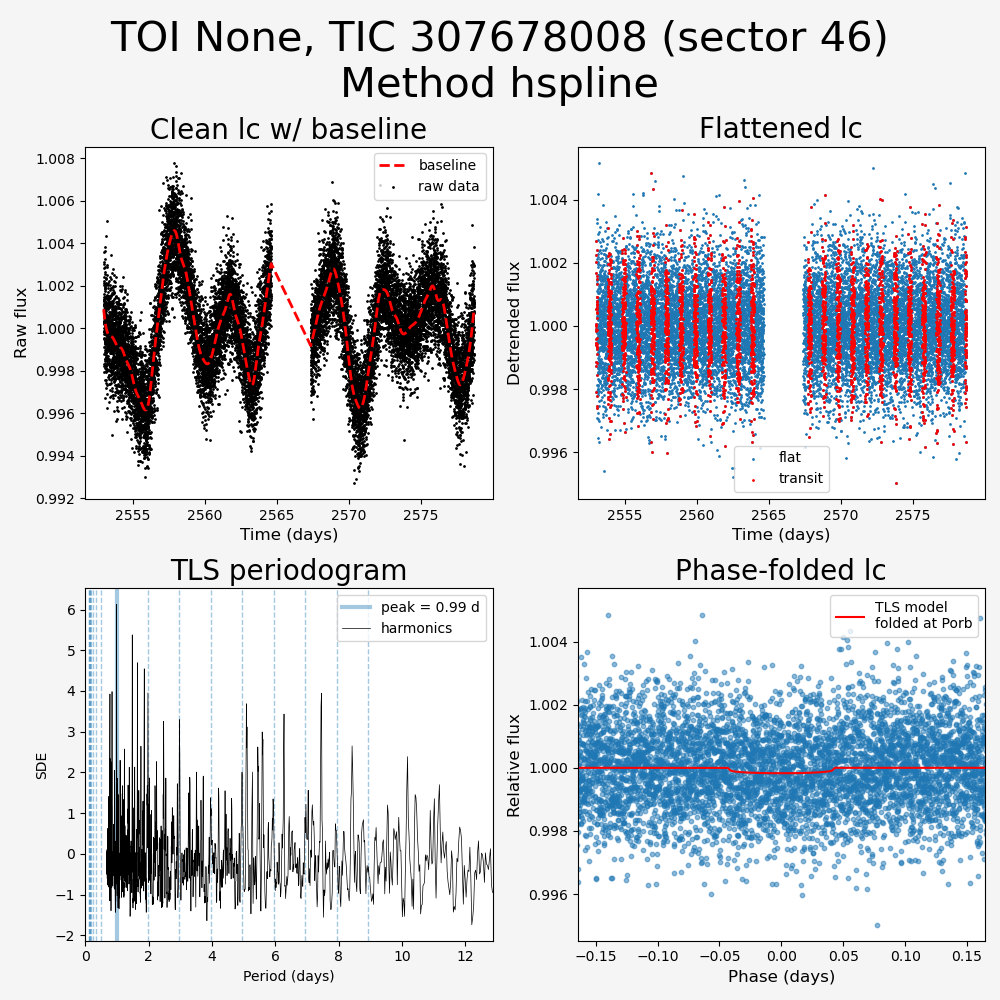 TOI None, TIC 307678008 (sector 46)
Method hspline
Clean lc w/ baseline
Raw flux
1.008
1.006
1.004
1.002
1.000
0.998
0.996
0.994
0.992
baseline
raw data
2555
2560
2565
2570
2575
Time (days)
Flattened lc
Detrended flux
1.004
1.002
1.000
0.998
0.996
flat
transit
2555
2560
2565
2570
2575
Time (days)
TLS periodogram
SDE
6
5
4
3
2
1
0
−1
−2
peak = 0.99 d
harmonics
0
2
4
6
8
10
12
Period (days)
Phase-folded lc
Relative flux
1.004
1.002
1.000
0.998
0.996
TLS model
folded at Porb
−0.15
−0.10
−0.05
0.00
0.05
0.10
0.15
Phase (days)